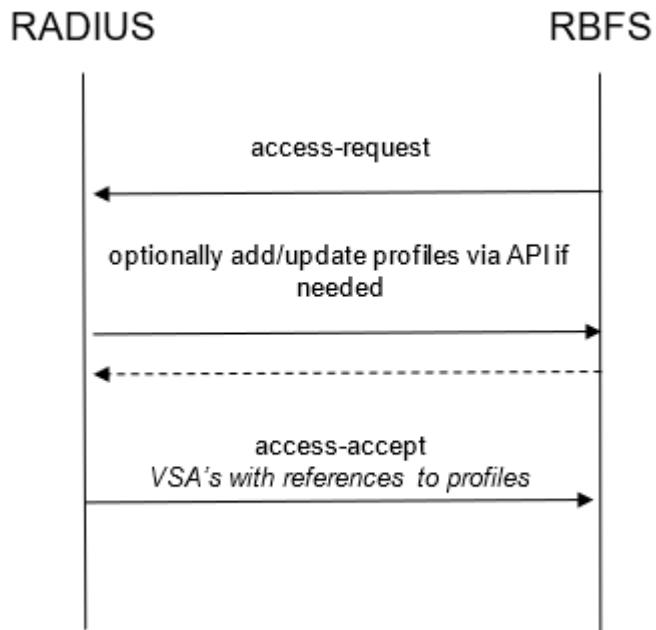 RADIUS RBFS
access-request
optionally add/update profiles via API if
needed
access-accept
VSA's with references to profiles